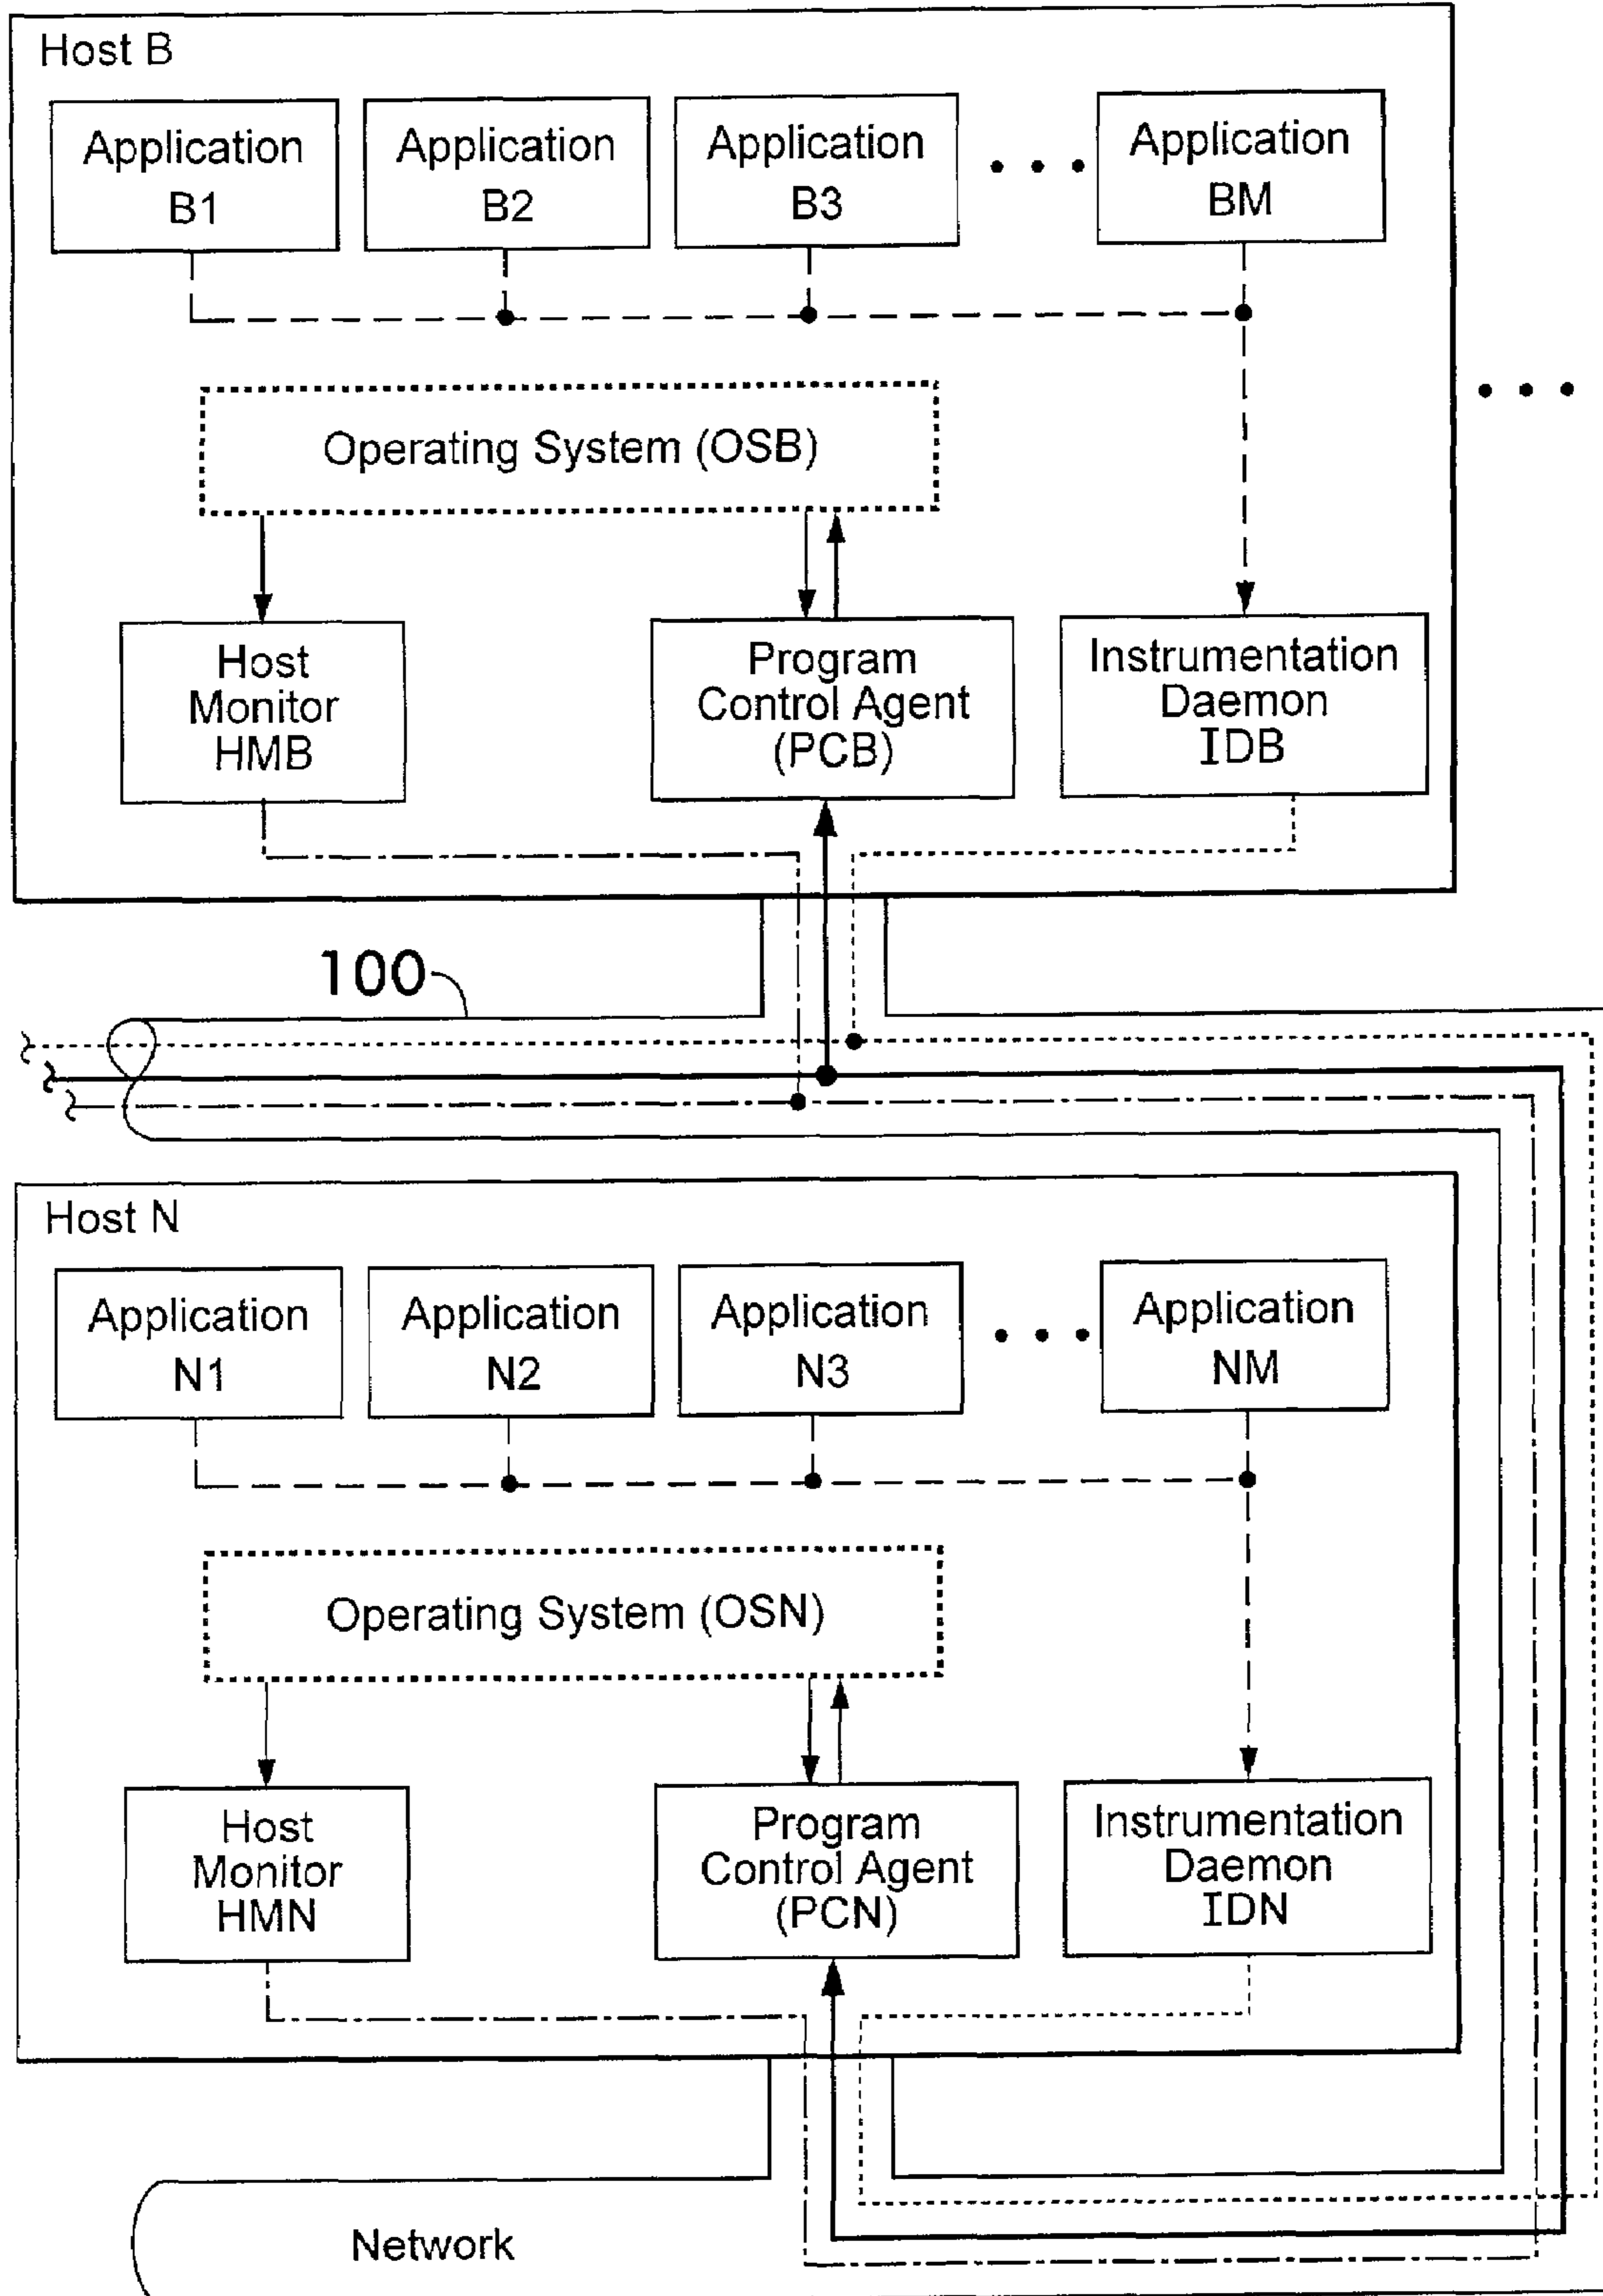 Host B
Application
B1
Application
B2
Application
B3
Application
BM
Operating System (OSB)
Host
Monitor
HMB
Program
Control Agent
(PCB)
Instrumentation
Daemon
IDB
100
Host N
Application
N1
Application
N2
Application
N3
Application
NM
Operating System (OSN)
Host
Monitor
HMN
Program
Control Agent
(PCN)
Instrumentation
Daemon
IDN
Network